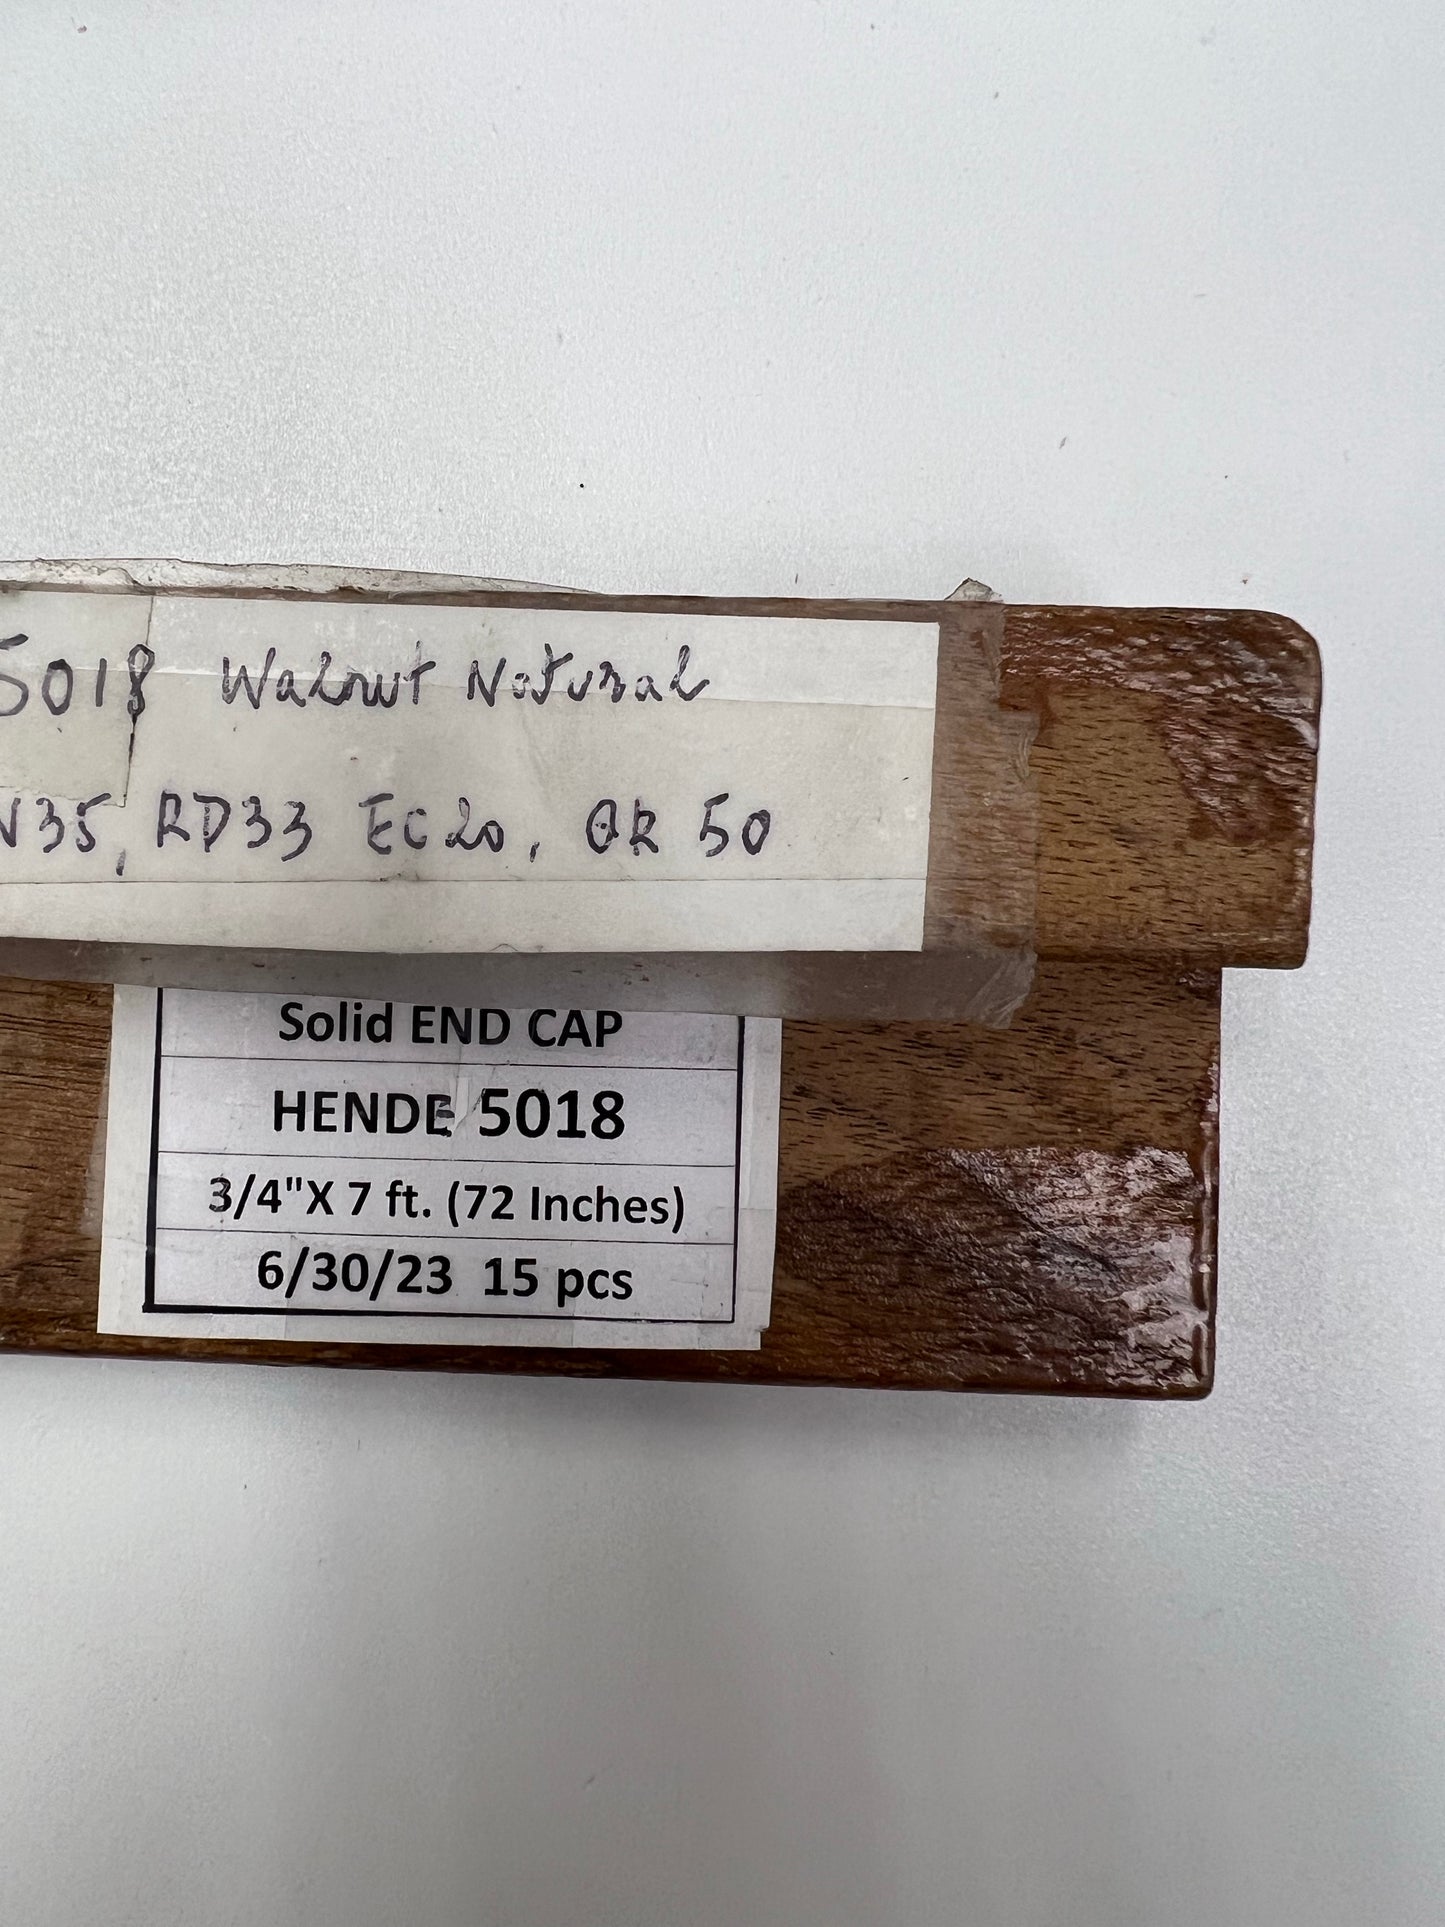 5018 Walnut Natural
N35, RD33 EC20, OR 50
Solid END CAP
HENDE 5018
3/4"X 7 ft. (72 Inches)
6/30/23 15 pcs